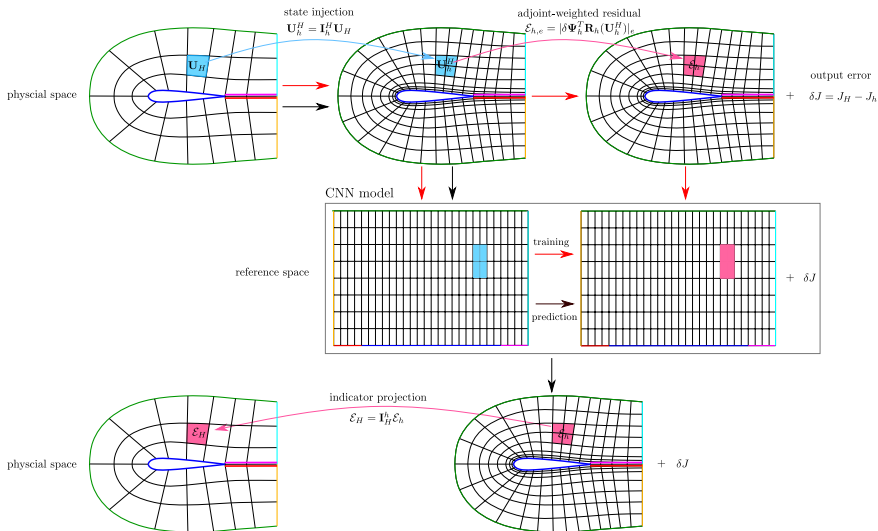 state injection
U_h^H = I_h^H U_H
adjoint-weighted residual
ℰ_{h,e} = |δΨ_h^T R_h(U_h^H)|_e
physcial space
U_H
U_h^H
ℰ_h
output error
+ δJ = J_H − J_h
CNN model
reference space
training
prediction
+ δJ
indicator projection
ℰ_H = I_H^h ℰ_h
physcial space
ℰ_H
ℰ_h
+ δJ